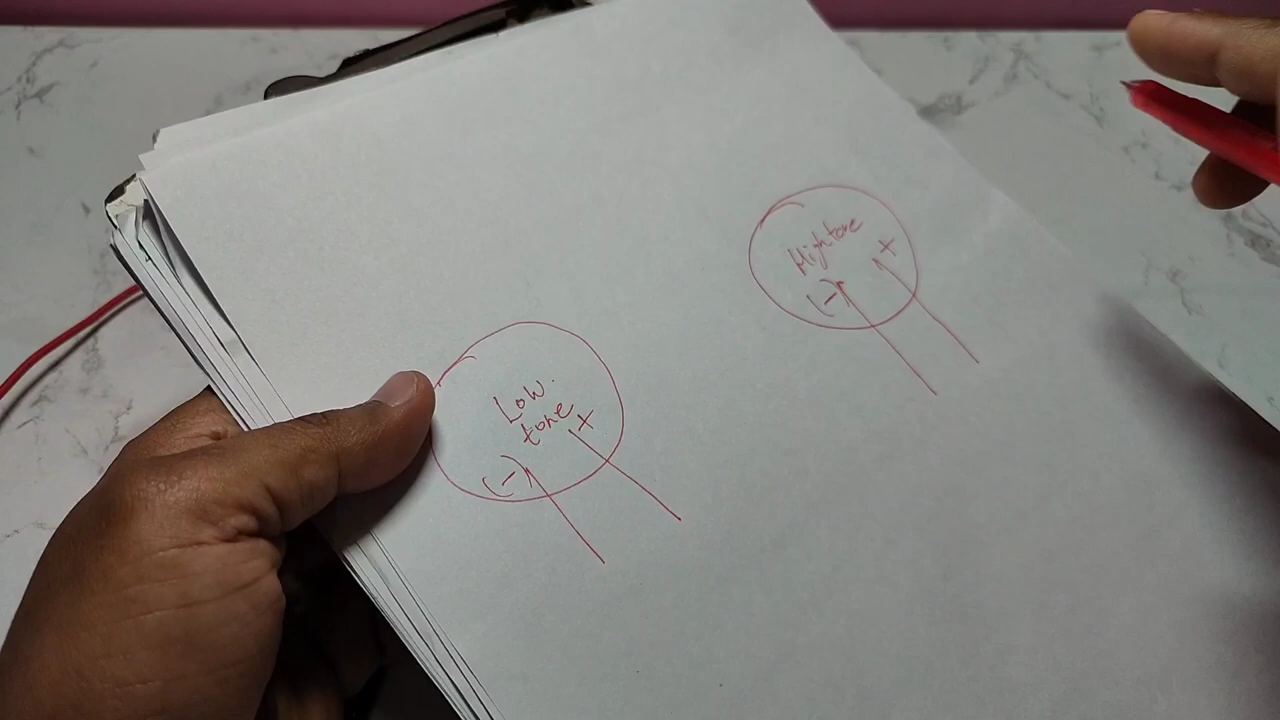 Low.
tone
+
(-)
High tone
+
(-)